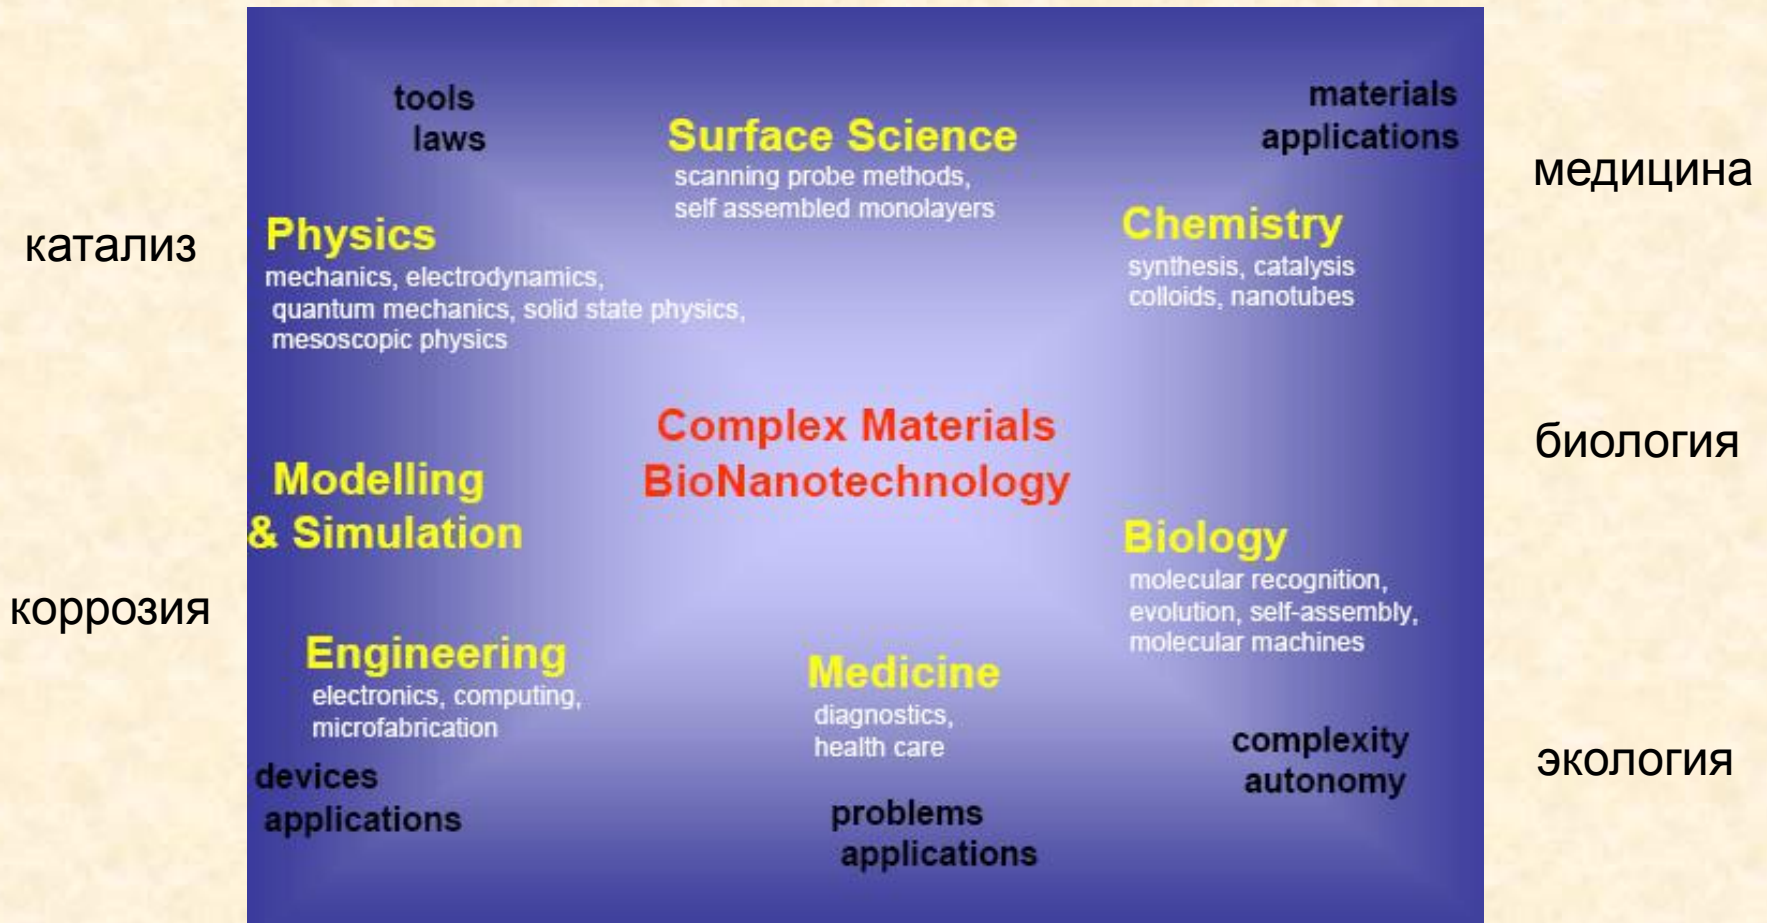 tools
laws
materials
applications
Surface Science
scanning probe methods,
self assembled monolayers
медицина
катализ
Physics
mechanics, electrodynamics,
quantum mechanics, solid state physics,
mesoscopic physics
Chemistry
synthesis, catalysis
colloids, nanotubes
Complex Materials
BioNanotechnology
биология
Modelling
& Simulation
Biology
molecular recognition,
evolution, self-assembly,
molecular machines
коррозия
Engineering
electronics, computing,
microfabrication
Medicine
diagnostics,
health care
devices
applications
problems
applications
complexity
autonomy
экология